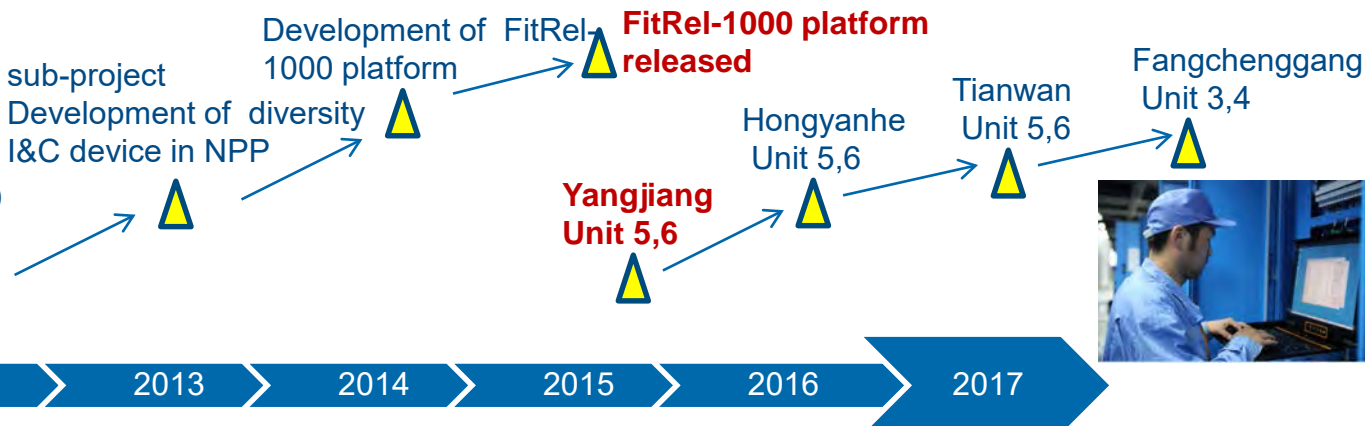 sub-project
Development of diversity
I&C device in NPP
Development of FitRel-
1000 platform
FitRel-1000 platform
released
Yangjiang
Unit 5,6
Hongyanhe
Unit 5,6
Tianwan
Unit 5,6
Fangchenggang
Unit 3,4
2013
2014
2015
2016
2017